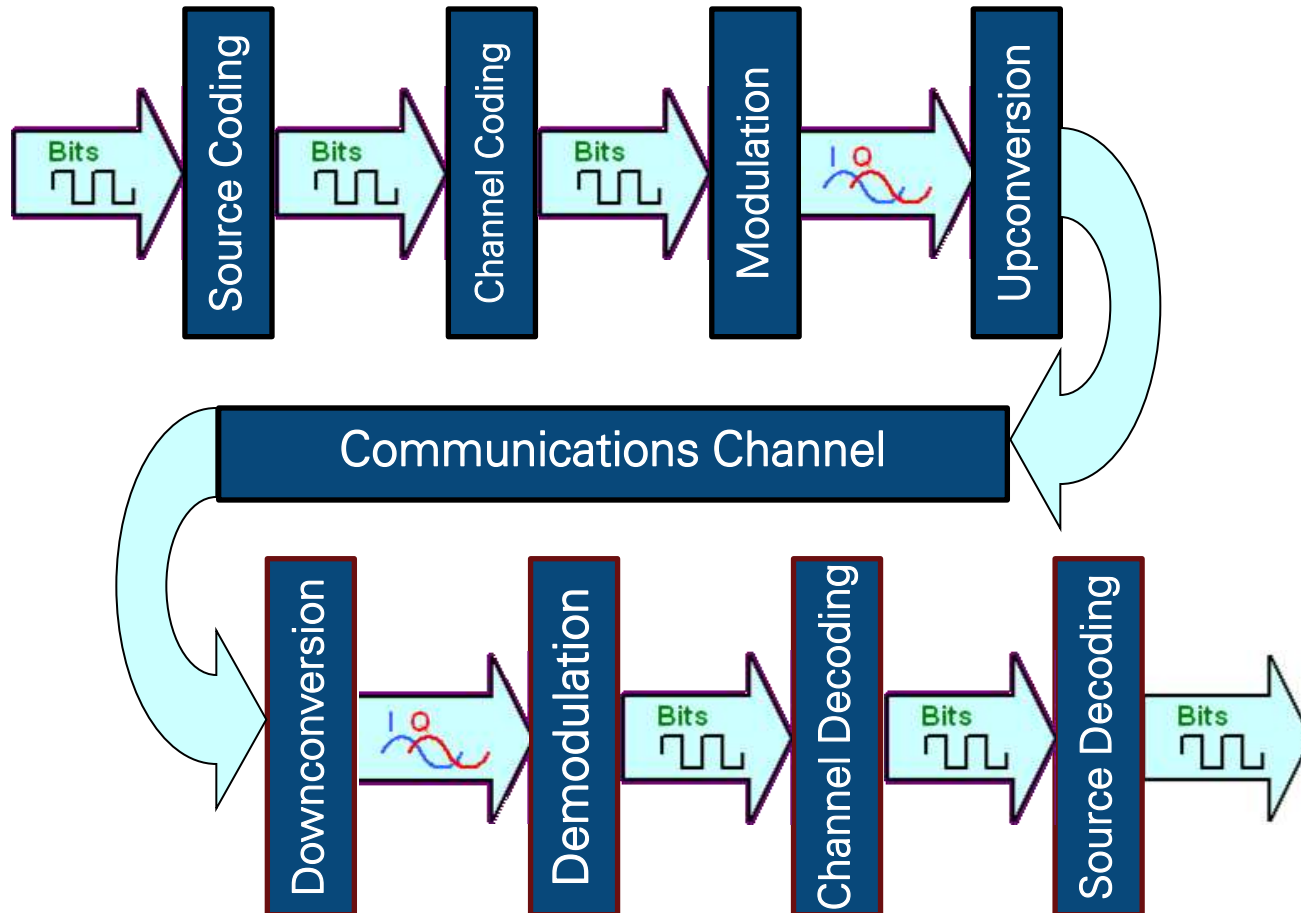 Bits
Source Coding
Bits
Channel Coding
Bits
Modulation
I Q
Upconversion
Communications Channel
Downconversion
I Q
Demodulation
Bits
Channel Decoding
Bits
Source Decoding
Bits